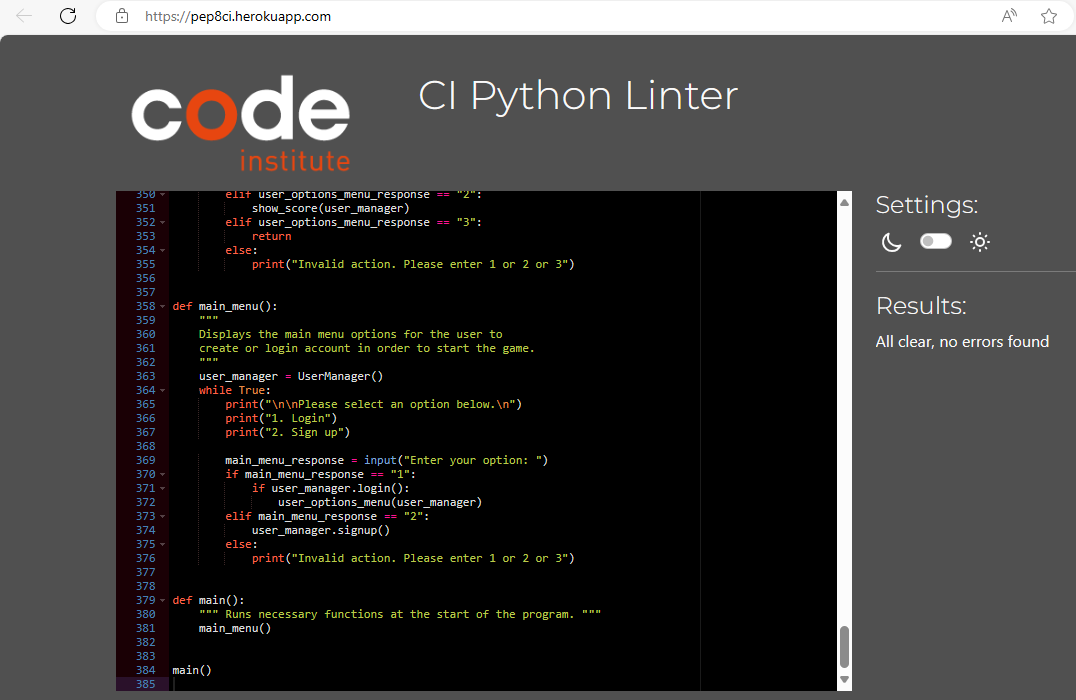 https://pep8ci.herokuapp.com
A
code
institute
CI Python Linter
350 elif user_options_menu_response == "2":
351 show_score(user_manager)
352 elif user_options_menu_response == "3":
353 return
354 else:
355 print("Invalid action. Please enter 1 or 2 or 3")
356
357
358 def main_menu():
359 """
360 Displays the main menu options for the user to
361 create or login account in order to start the game.
362 """
363 user_manager = UserManager()
364 while True:
365 print("\n\nPlease select an option below.\n")
366 print("1. Login")
367 print("2. Sign up")
368
369 main_menu_response = input("Enter your option: ")
370 if main_menu_response == "1":
371 if user_manager.login():
372 user_options_menu(user_manager)
373 elif main_menu_response == "2":
374 user_manager.signup()
375 else:
376 print("Invalid action. Please enter 1 or 2 or 3")
377
378
379 def main():
380 """ Runs necessary functions at the start of the program. """
381 main_menu()
382
383
384 main()
385
Settings:
Results:
All clear, no errors found